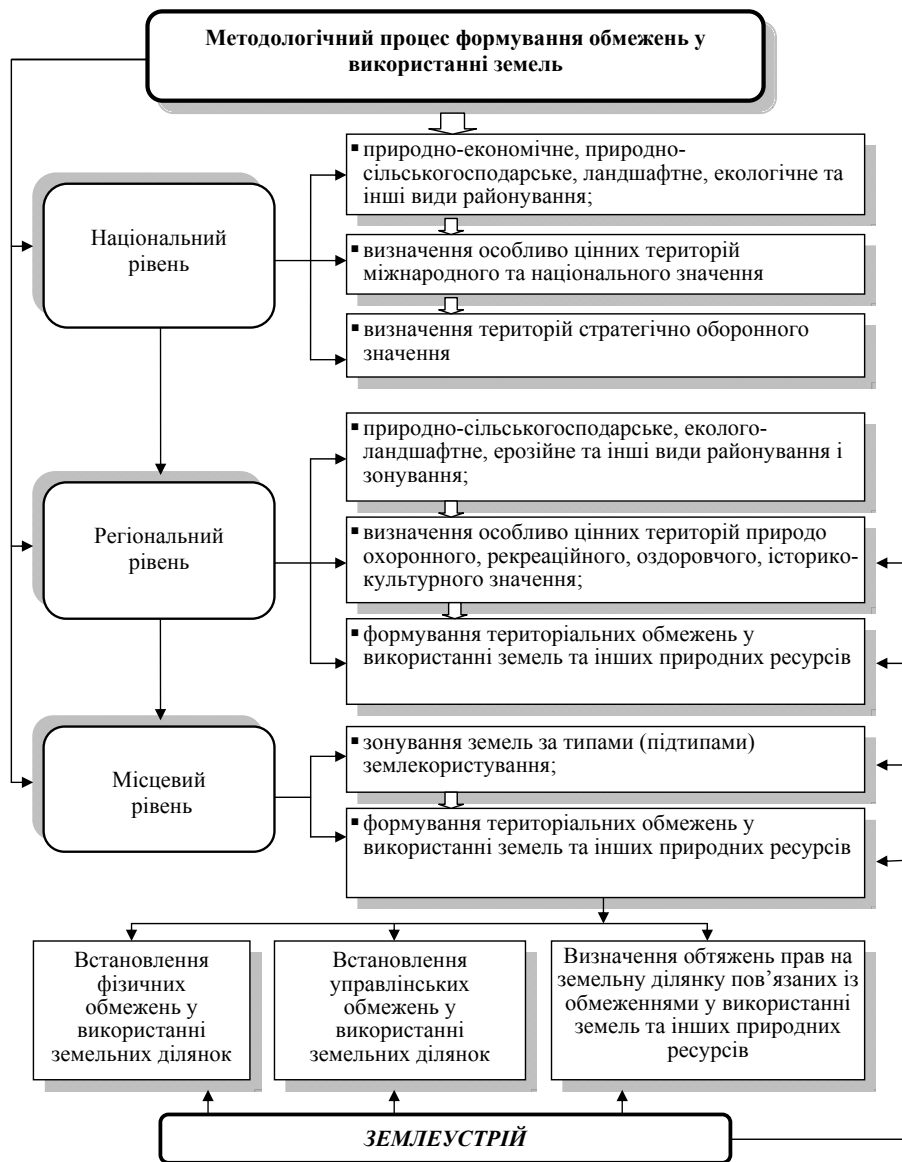 Методологічний процес формування обмежень у
використанні земель
▪ природно-економічне, природно-
сільськогосподарське, ландшафтне, екологічне та
інші види районування;
Національний
рівень
▪ визначення особливо цінних територій
міжнародного та національного значення
▪ визначення територій стратегічно оборонного
значення
▪ природно-сільськогосподарське, еколого-
ландшафтне, ерозійне та інші види районування і
зонування;
Регіональний
рівень
▪ визначення особливо цінних територій природо
охоронного, рекреаційного, оздоровчого, історико-
культурного значення;
▪ формування територіальних обмежень у
використанні земель та інших природних ресурсів
Місцевий
рівень
▪ зонування земель за типами (підтипами)
землекористування;
▪ формування територіальних обмежень у
використанні земель та інших природних ресурсів
Встановлення
фізичних
обмежень у
використанні
земельних ділянок
Встановлення
управлінських
обмежень у
використанні
земельних ділянок
Визначення обтяжень прав на
земельну ділянку пов’язаних із
обмеженнями у використанні
земель та інших природних
ресурсів
ЗЕМЛЕУСТРІЙ